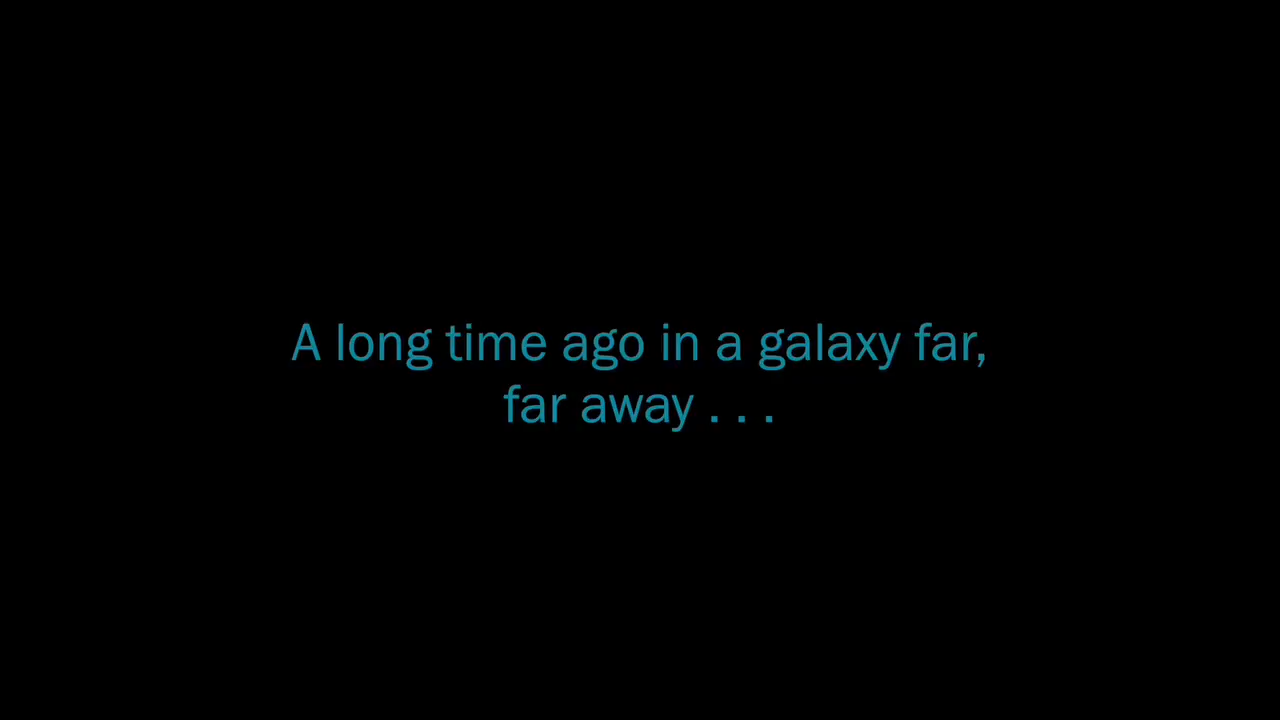 A long time ago in a galaxy far,
far away . . .